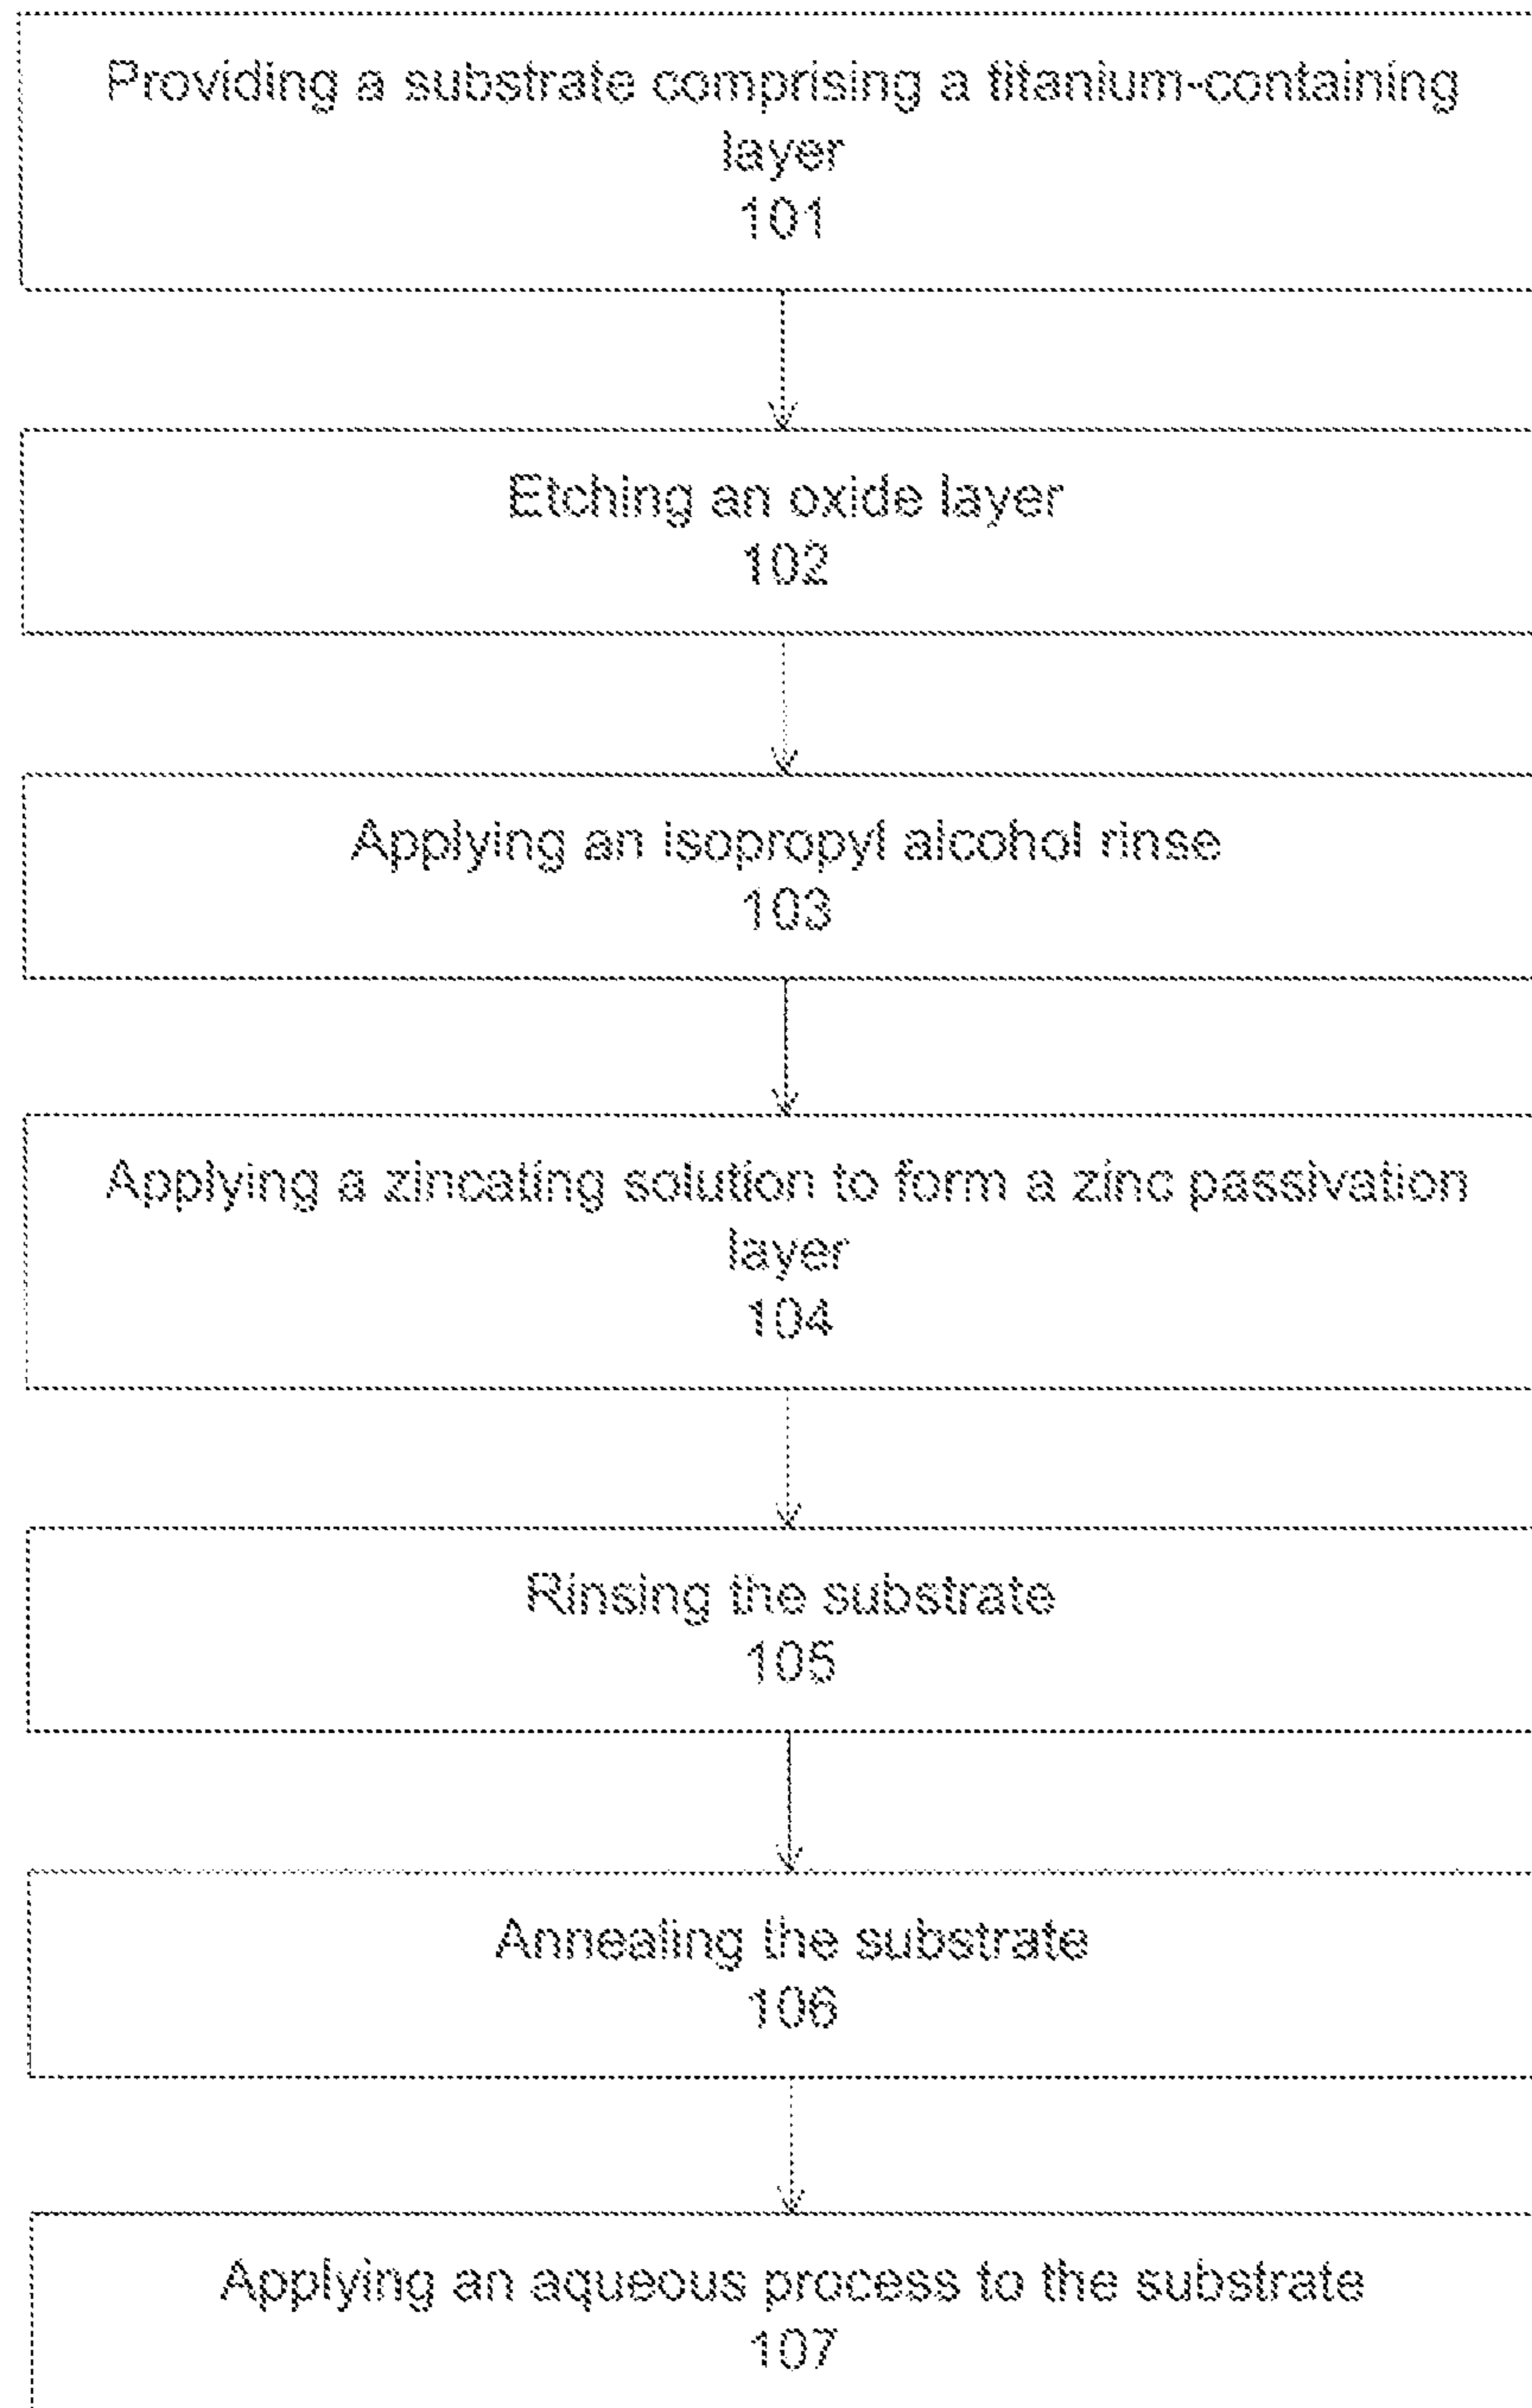 Providing a substrate comprising a titanium-containing
layer
101
Etching an oxide layer
102
Applying an isopropyl alcohol rinse
103
Applying a zincating solution to form a zinc passivation
layer
104
Rinsing the substrate
105
Annealing the substrate
106
Applying an aqueous process to the substrate
107